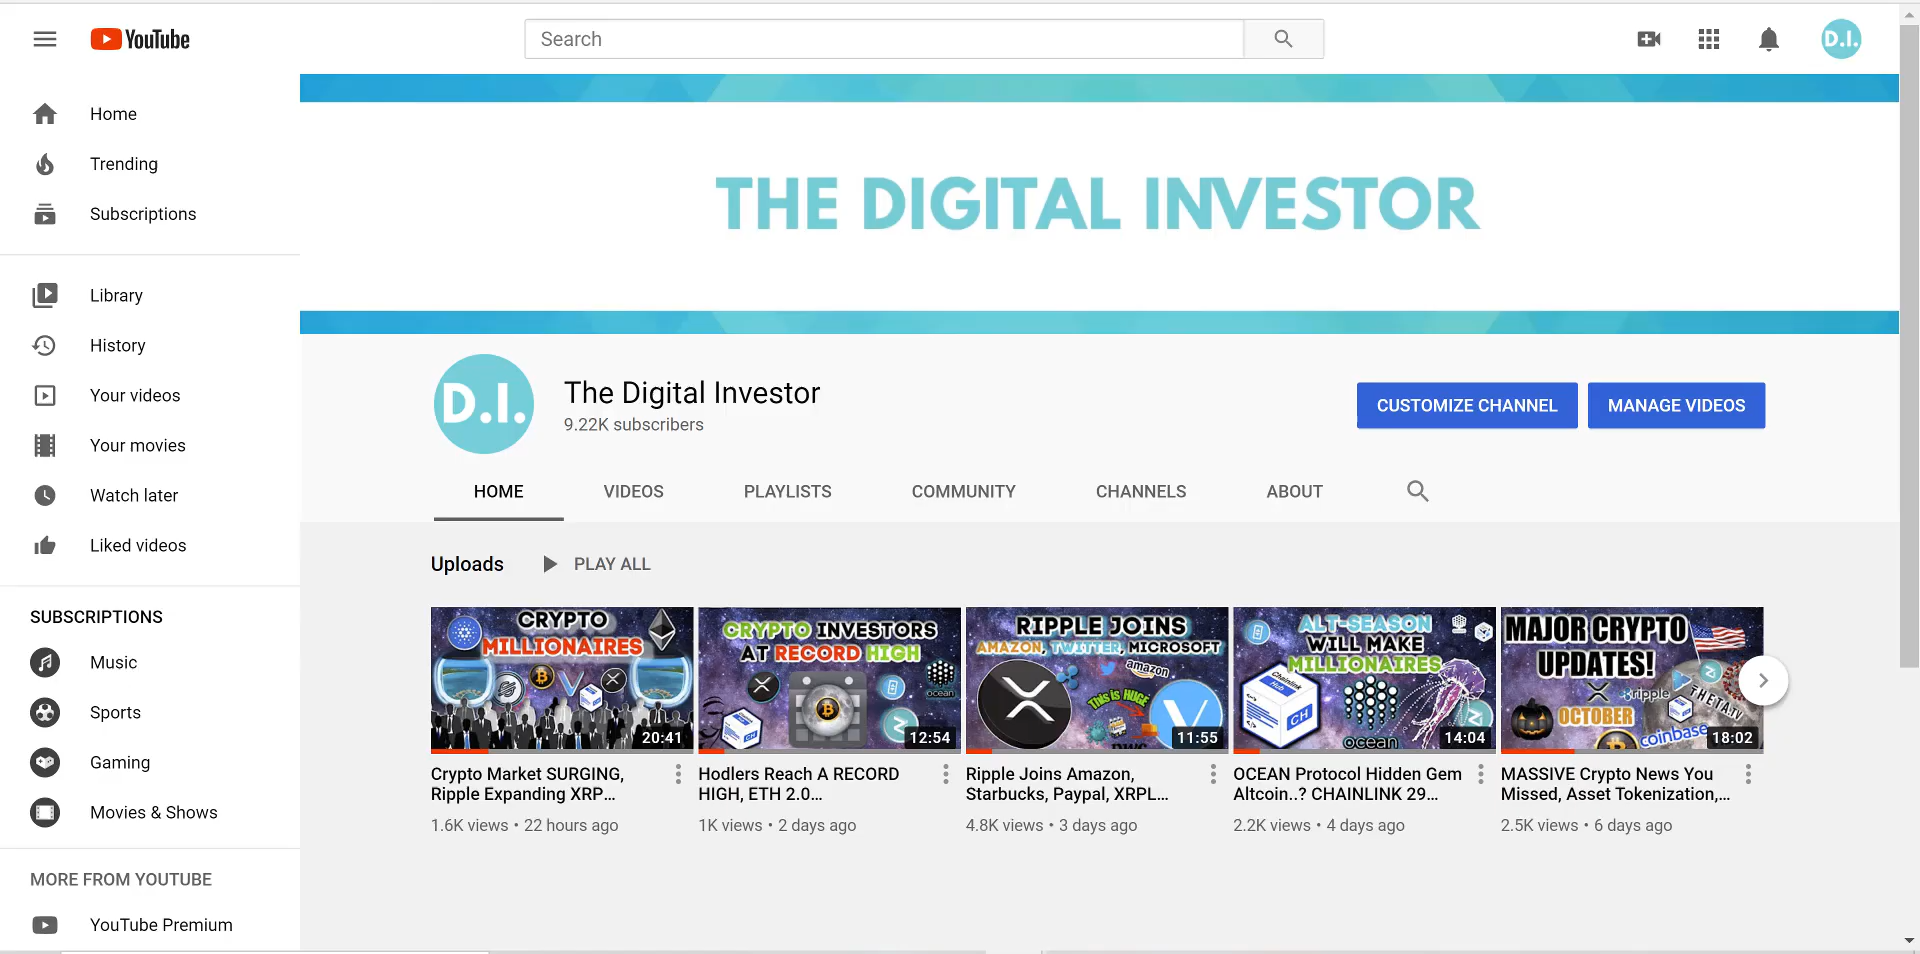 YouTube
Search
D.I.
Home
Trending
Subscriptions
Library
History
Your videos
Your movies
Watch later
Liked videos
SUBSCRIPTIONS
Music
Sports
Gaming
Movies & Shows
MORE FROM YOUTUBE
YouTube Premium
THE DIGITAL INVESTOR
D.I.
The Digital Investor
9.22K subscribers
CUSTOMIZE CHANNEL
MANAGE VIDEOS
HOME
VIDEOS
PLAYLISTS
COMMUNITY
CHANNELS
ABOUT
Uploads
PLAY ALL
CRYPTO
MILLIONAIRES
20:41
Crypto Market SURGING,
Ripple Expanding XRP...
1.6K views • 22 hours ago
CRYPTO INVESTORS
AT RECORD HIGH
ocean
CH
12:54
Hodlers Reach A RECORD
HIGH, ETH 2.0...
1K views • 2 days ago
RIPPLE JOINS
AMAZON, TWITTER, MICROSOFT
amazon
THIS IS HUGE
11:55
Ripple Joins Amazon,
Starbucks, Paypal, XRPL...
4.8K views • 3 days ago
ALT-SEASON
WILL MAKE
MILLIONAIRES
Chainlink
Hub
CH
ocean
14:04
OCEAN Protocol Hidden Gem
Altcoin..? CHAINLINK 29...
2.2K views • 4 days ago
MAJOR CRYPTO
UPDATES!
ripple
THETA.tv
OCTOBER
coinbase
18:02
MASSIVE Crypto News You
Missed, Asset Tokenization,...
2.5K views • 6 days ago